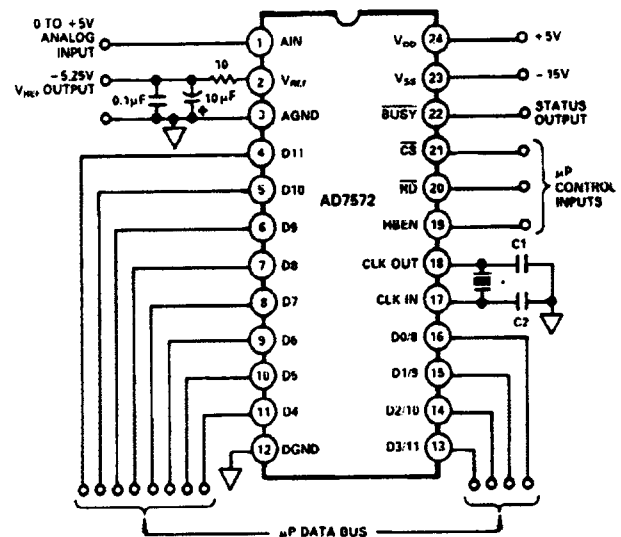 0 TO +5V
ANALOG
INPUT
-5.25V
VREF OUTPUT
10
0.1µF
10µF
+
1 AIN
2 VREF
3 AGND
4 D11
5 D10
6 D9
7 D8
8 D7
9 D6
10 D5
11 D4
12 DGND
AD7572
VDD 24
VSS 23
BUSY 22
CS 21
RD 20
HBEN 19
CLK OUT 18
CLK IN 17
D0/8 16
D1/9 15
D2/10 14
D3/11 13
+5V
-15V
STATUS
OUTPUT
µP
CONTROL
INPUTS
C1
C2
µP DATA BUS